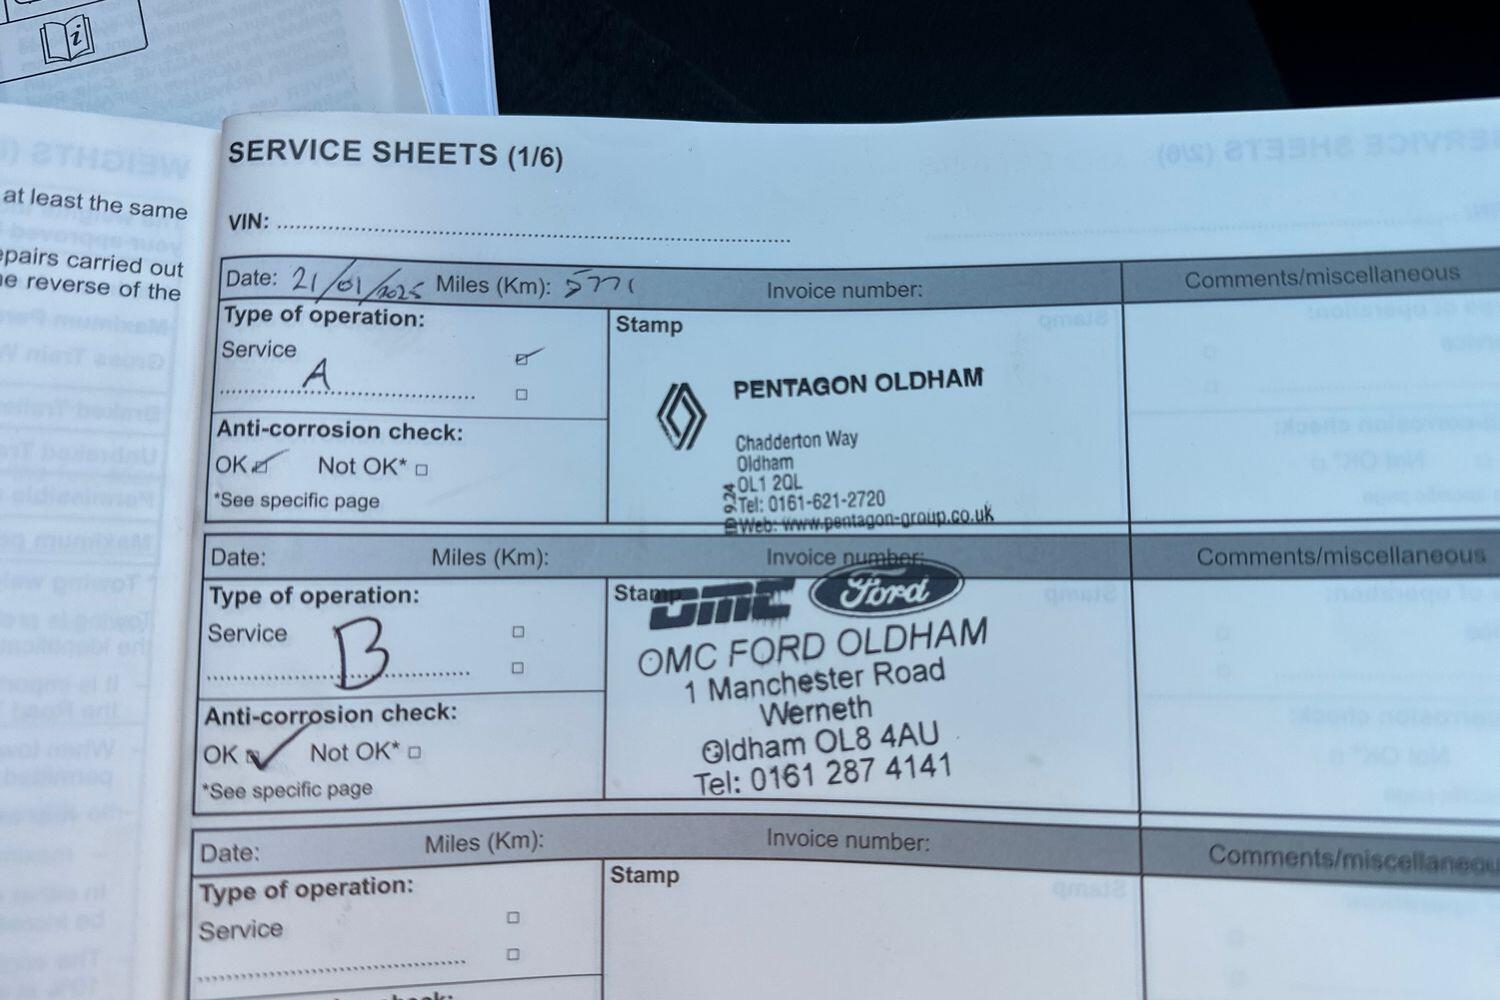 at least the same
epairs carried out
he reverse of the
SERVICE SHEETS (1/6)
VIN:
Date: 21/01/2025 Miles (Km): 5771 Invoice number:
Comments/miscellaneous
Type of operation:
Service
A
Anti-corrosion check:
OK Not OK*
*See specific page
Stamp
PENTAGON OLDHAM
Chadderton Way
Oldham
OL1 2QL
Tel: 0161-621-2720
Web: www.pentagon-group.co.uk
Date: Miles (Km): Invoice number:
Comments/miscellaneous
Type of operation:
Service
B
Anti-corrosion check:
OK Not OK*
*See specific page
Stamp
OMC Ford
OMC FORD OLDHAM
1 Manchester Road
Werneth
Oldham OL8 4AU
Tel: 0161 287 4141
Date: Miles (Km): Invoice number:
Comments/miscellaneou
Type of operation:
Service
Stamp